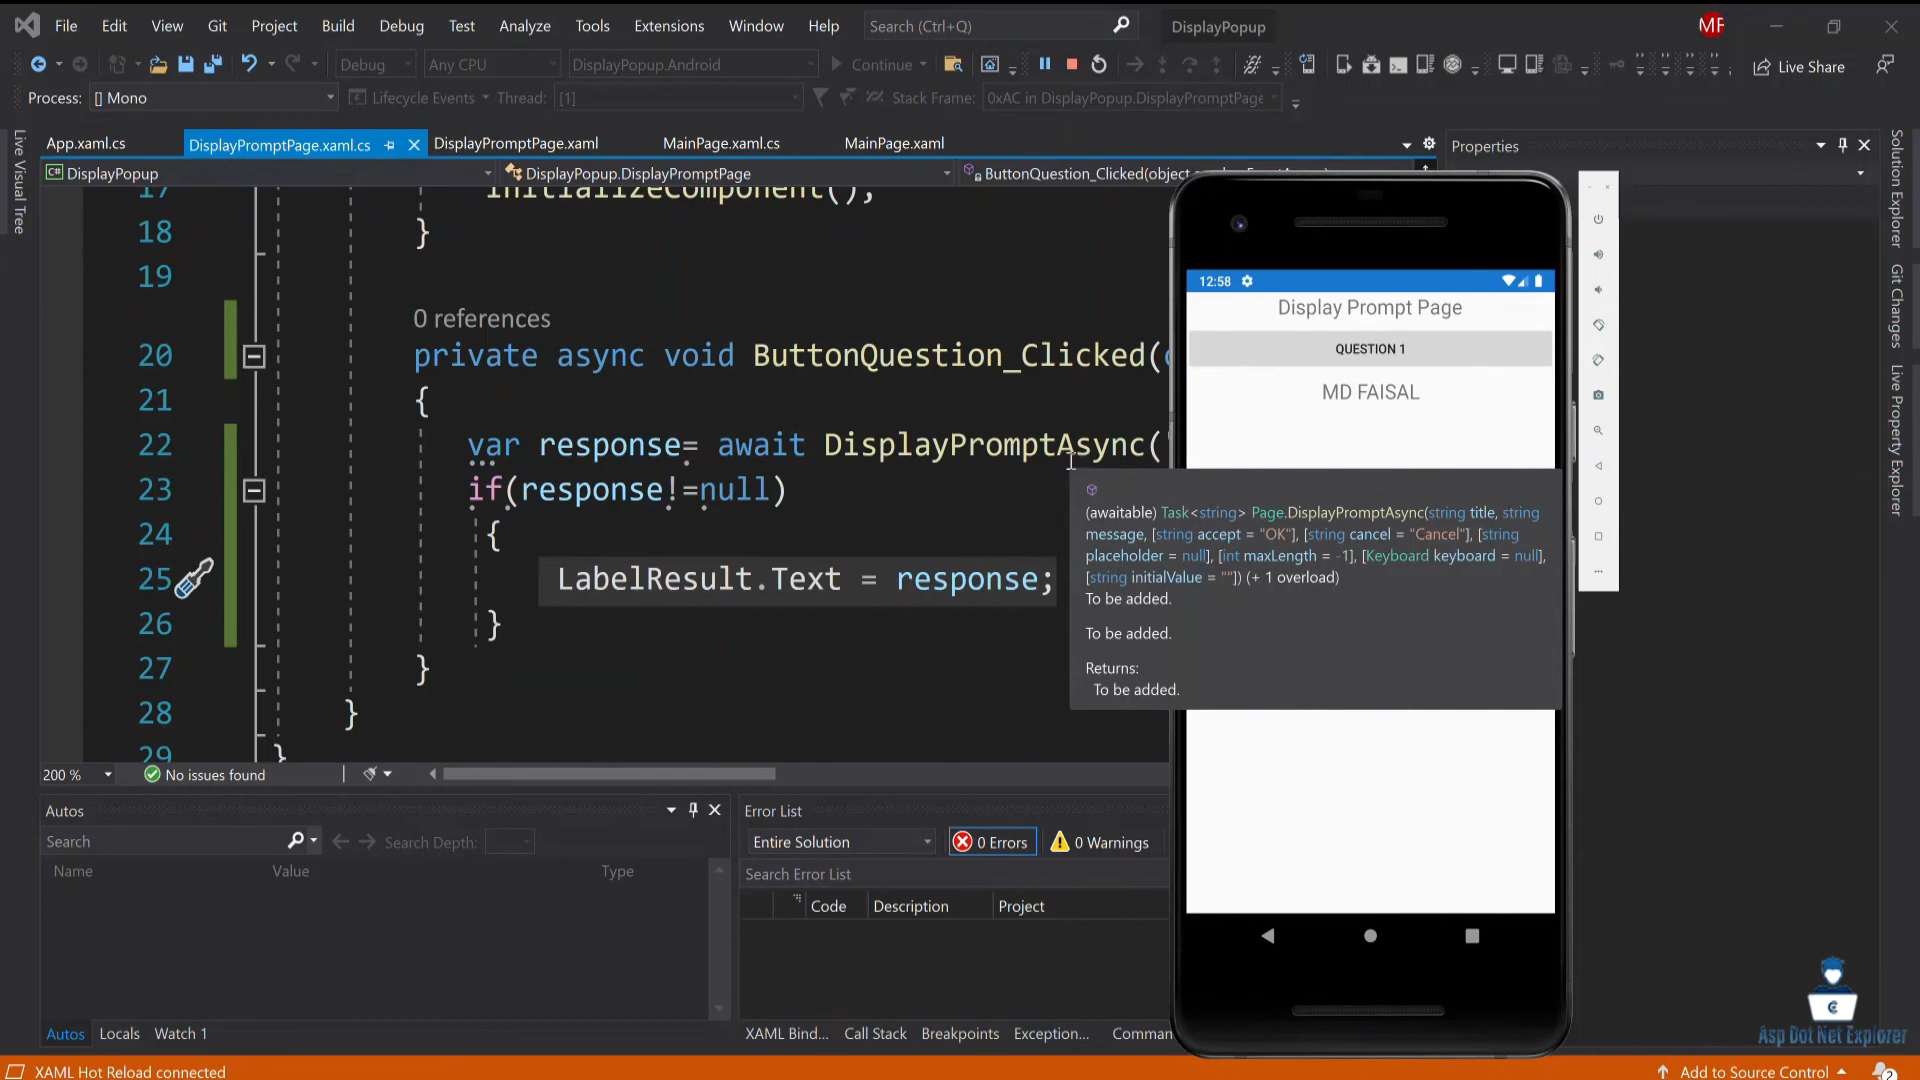 File Edit View Git Project Build Debug Test Analyze Tools Extensions Window Help Search (Ctrl+Q) DisplayPopup MF
Debug Any CPU DisplayPopup.Android Continue Live Share
Process: [] Mono Lifecycle Events Thread: [1] Stack Frame: 0xAC in DisplayPopup.DisplayPromptPage
App.xaml.cs DisplayPromptPage.xaml.cs DisplayPromptPage.xaml MainPage.xaml.cs MainPage.xaml Properties
C# DisplayPopup DisplayPopup.DisplayPromptPage ButtonQuestion_Clicked(object
Live Visual Tree
Solution Explorer
Git Changes
Live Property Explorer
17 InitializeComponent();
18 }
19
0 references
20 private async void ButtonQuestion_Clicked(
21 {
22 var response= await DisplayPromptAsync("
23 if(response!=null)
24 {
25 LabelResult.Text = response;
26 }
27 }
28 }
29 }
12:58
Display Prompt Page
QUESTION 1
MD FAISAL
(awaitable) Task<string> Page.DisplayPromptAsync(string title, string
message, [string accept = "OK"], [string cancel = "Cancel"], [string
placeholder = null], [int maxLength = -1], [Keyboard keyboard = null],
[string initialValue = ""]) (+ 1 overload)
To be added.
To be added.
Returns:
To be added.
200 % No issues found
Autos
Search Search Depth:
Name Value Type
Autos Locals Watch 1
Error List
Entire Solution 0 Errors 0 Warnings
Search Error List
Code Description Project
XAML Bind... Call Stack Breakpoints Exception... Comman
Asp Dot Net Explorer
XAML Hot Reload connected Add to Source Control 2